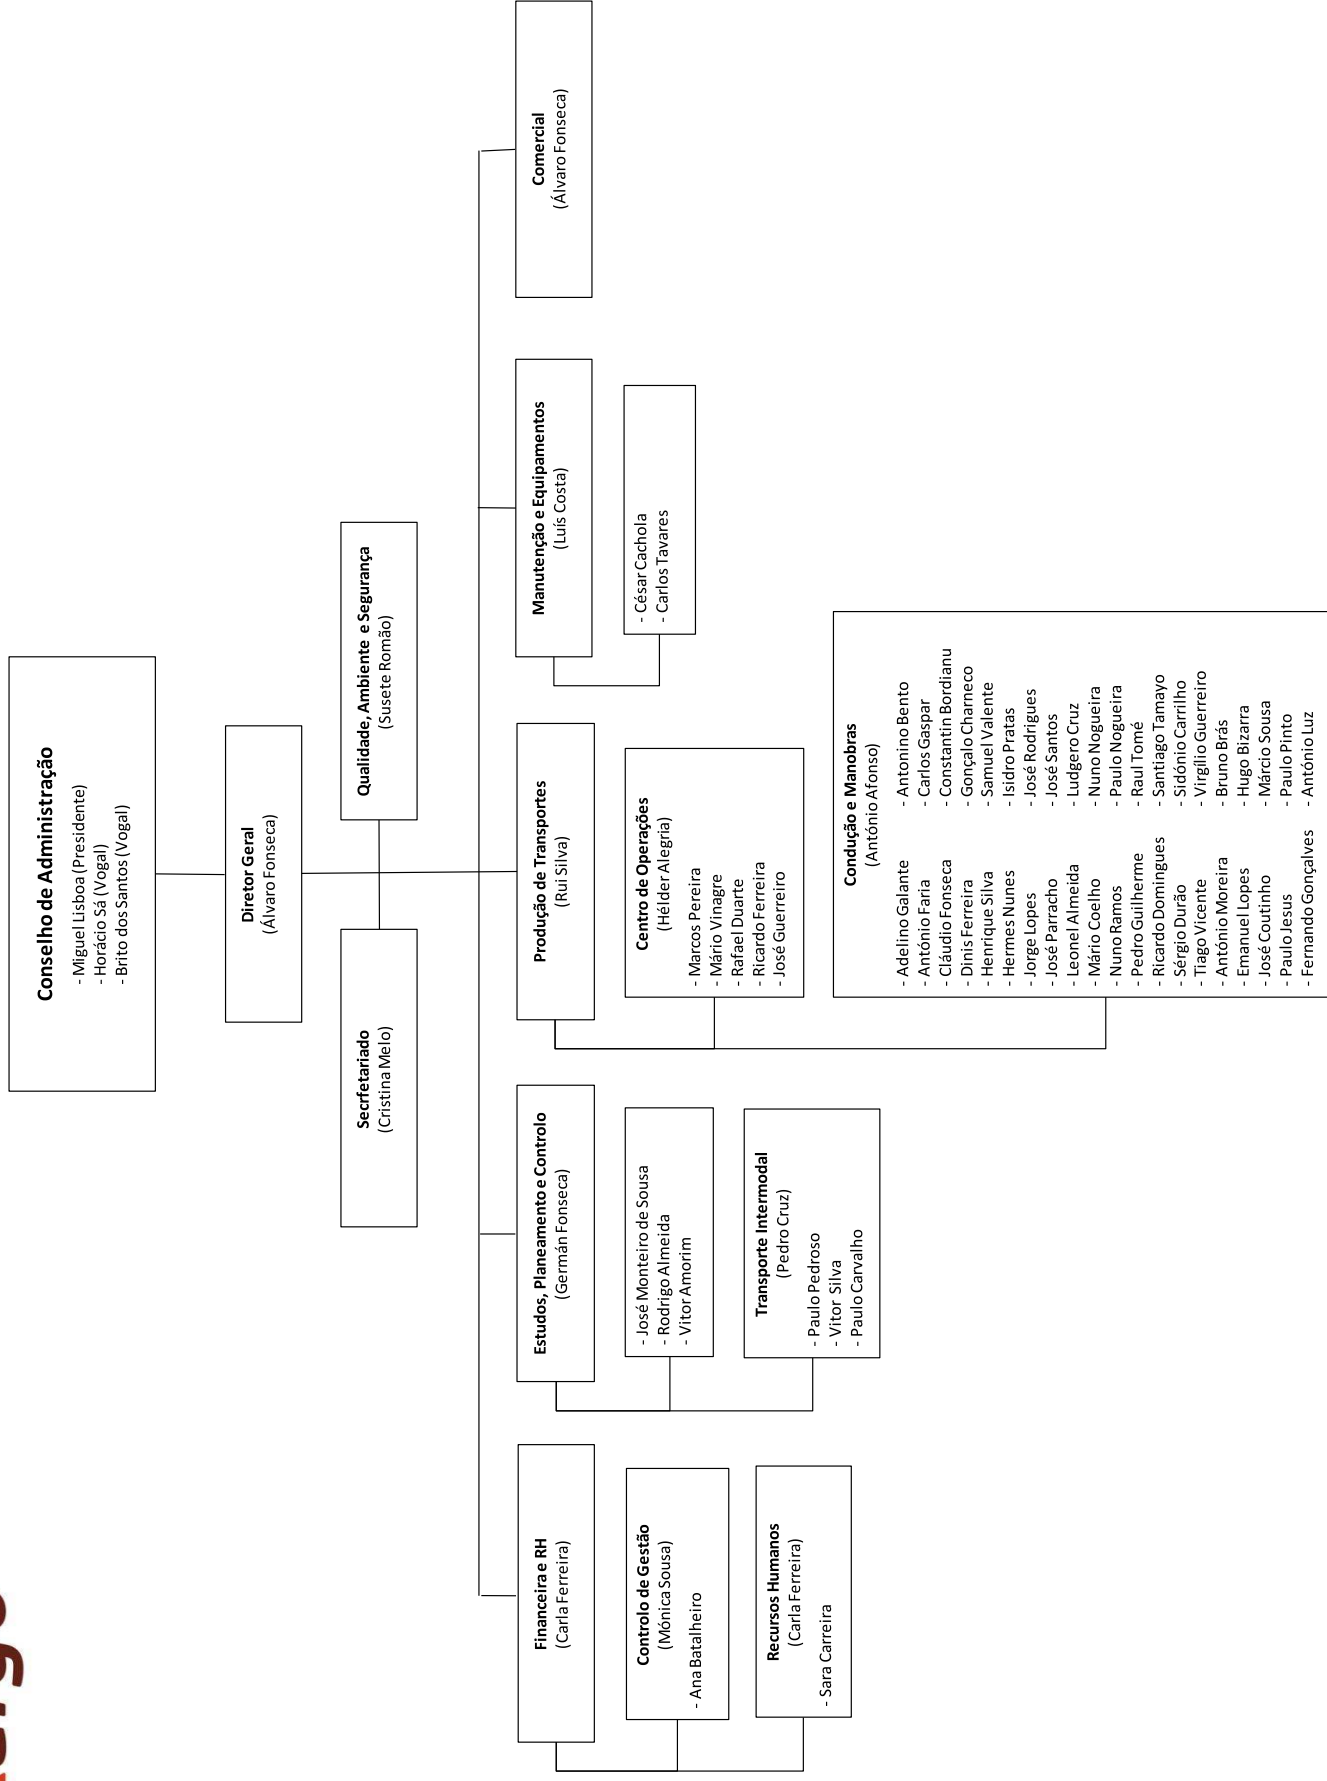 Conselho de Administração
- Miguel Lisboa (Presidente)
- Horácio Sá (Vogal)
- Brito dos Santos (Vogal)
Diretor Geral
(Álvaro Fonseca)
Secrfetariado
(Cristina Melo)
Qualidade, Ambiente e Segurança
(Susete Romão)
Financeira e RH
(Carla Ferreira)
Controlo de Gestão
(Mónica Sousa)
- Ana Batalheiro
Recursos Humanos
(Carla Ferreira)
- Sara Carreira
Estudos, Planeamento e Controlo
(Germán Fonseca)
- José Monteiro de Sousa
- Rodrigo Almeida
- Vitor Amorim
Transporte Intermodal
(Pedro Cruz)
- Paulo Pedroso
- Vitor Silva
- Paulo Carvalho
Produção de Transportes
(Rui Silva)
Centro de Operações
(Hélder Alegria)
- Marcos Pereira
- Mário Vinagre
- Rafael Duarte
- Ricardo Ferreira
- José Guerreiro
Condução e Manobras
(António Afonso)
- Adelino Galante - Antonino Bento
- António Faria - Carlos Gaspar
- Cláudio Fonseca - Constantin Bordianu
- Dinis Ferreira - Gonçalo Charneco
- Henrique Silva - Samuel Valente
- Hermes Nunes - Isidro Pratas
- Jorge Lopes - José Rodrigues
- José Parracho - José Santos
- Leonel Almeida - Ludgero Cruz
- Mário Coelho - Nuno Nogueira
- Nuno Ramos - Paulo Nogueira
- Pedro Guilherme - Raul Tomé
- Ricardo Domingues - Santiago Tamayo
- Sérgio Durão - Sidónio Carrilho
- Tiago Vicente - Virgílio Guerreiro
- António Moreira - Bruno Brás
- Emanuel Lopes - Hugo Bizarra
- José Coutinho - Márcio Sousa
- Paulo Jesus - Paulo Pinto
- Fernando Gonçalves - António Luz
Manutenção e Equipamentos
(Luís Costa)
- César Cachola
- Carlos Tavares
Comercial
(Álvaro Fonseca)